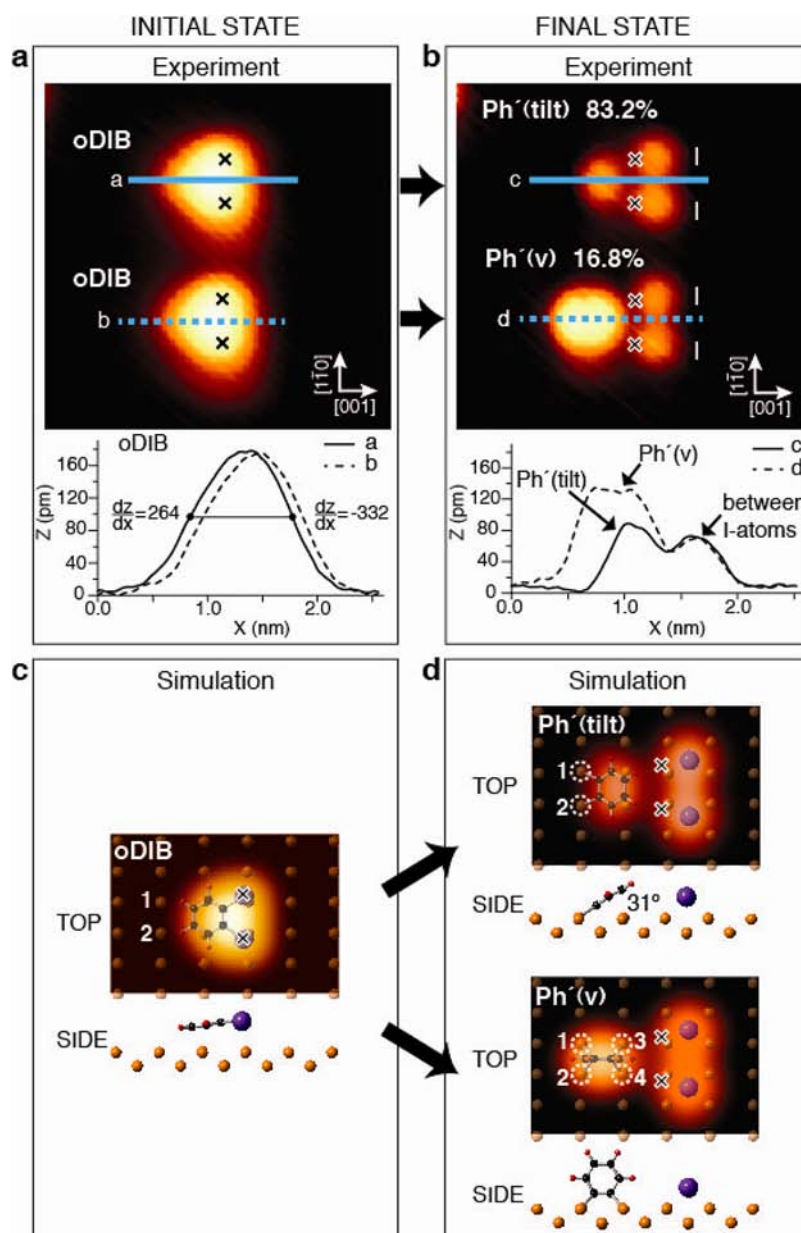 INITIAL STATE
FINAL STATE
a
Experiment
oDIB
a
oDIB
b
[11̄0]
[001]
oDIB
a
b
160
120
80
40
0
Z (pm)
dz/dx=264
dz/dx=-332
0.0
1.0
2.0
X (nm)
b
Experiment
Ph´(tilt) 83.2%
c
I
I
Ph´(v) 16.8%
d
I
I
[11̄0]
[001]
c
d
Ph´(v)
Ph´(tilt)
between
I-atoms
160
120
80
40
0
Z (pm)
0.0
1.0
2.0
X (nm)
c
Simulation
oDIB
1
2
TOP
SIDE
d
Simulation
Ph´(tilt)
1
2
TOP
SIDE
31º
Ph´(v)
1
3
2
4
TOP
SIDE